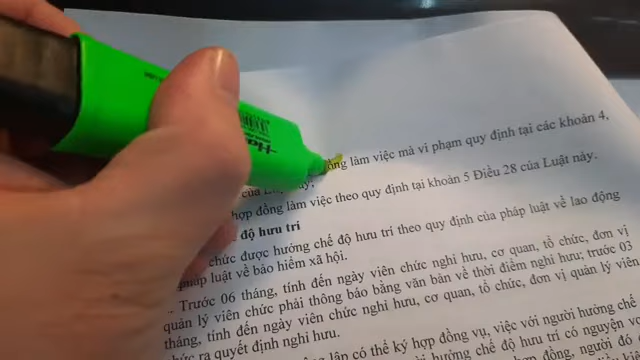 đồng làm việc mà vi phạm quy định tại các khoản 4,
của
hợp đồng làm việc theo quy định tại khoản 5 Điều 28 của Luật này.
độ hưu trí
chức được hưởng chế độ hưu trí theo quy định của pháp luật về lao động
pháp luật về bảo hiểm xã hội.
Trước 06 tháng, tính đến ngày viên chức nghỉ hưu, cơ quan, tổ chức, đơn vị
quản lý viên chức phải thông báo bằng văn bản về thời điểm nghỉ hưu; trước 03
tháng, tính đến ngày viên chức nghỉ hưu, cơ quan, tổ chức, đơn vị quản lý viên
chức ra quyết định nghỉ hưu.
lập có thể ký hợp đồng vụ, việc với người hưởng chế
hưởng chế độ hưu trí có nguyện vọ
đồng, người đó